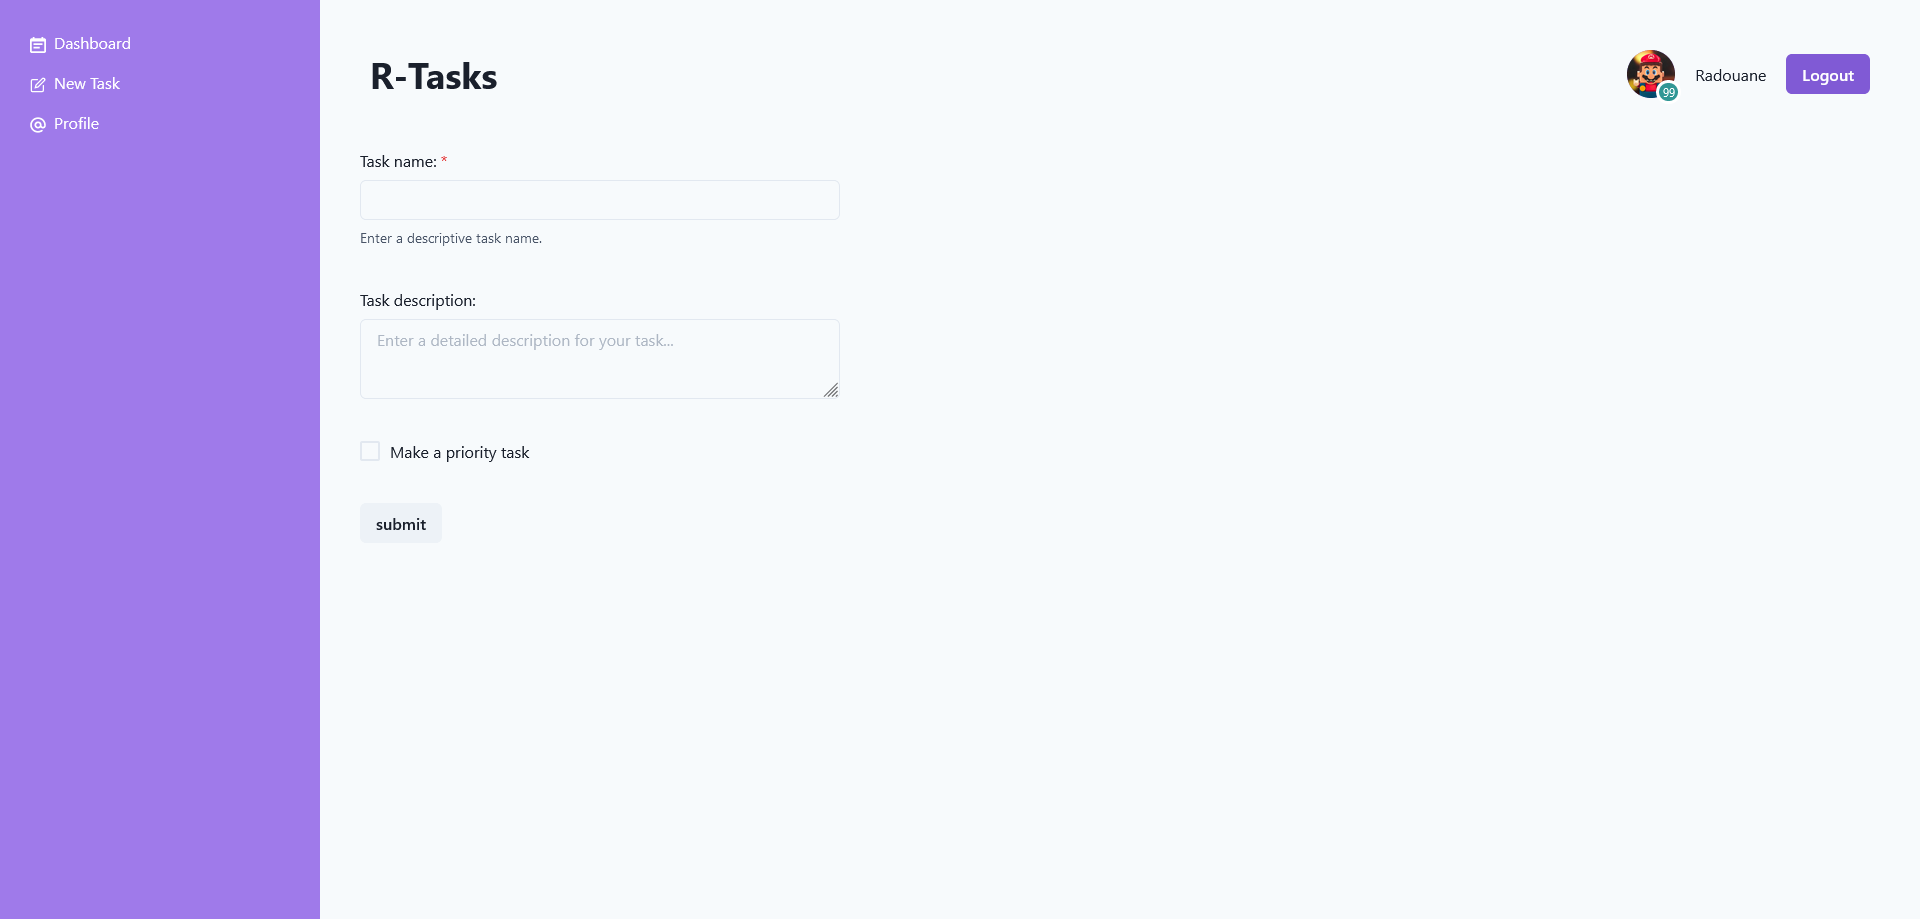 Dashboard
New Task
Profile
R-Tasks
99
Radouane
Logout
Task name: *
Enter a descriptive task name.
Task description:
Enter a detailed description for your task...
Make a priority task
submit